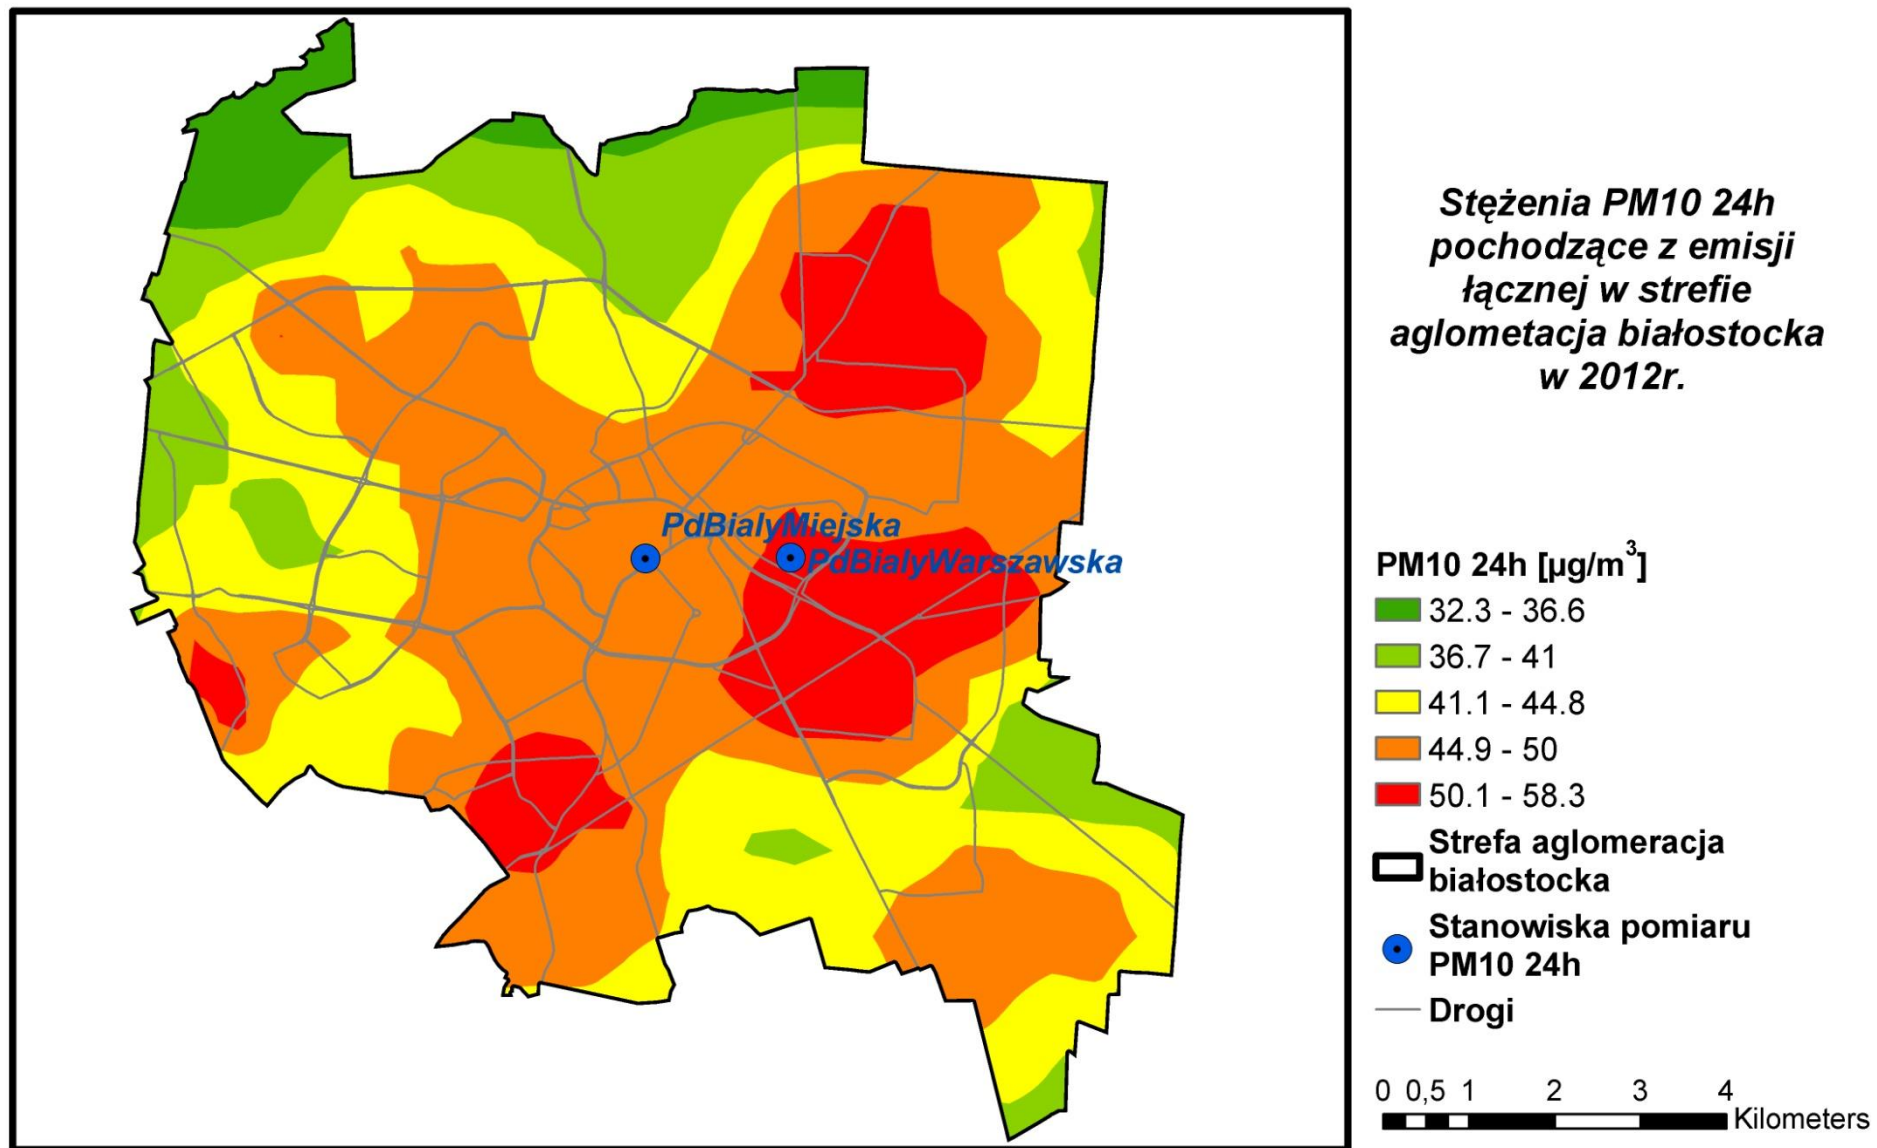 Stężenia PM10 24h
pochodzące z emisji
łącznej w strefie
aglometacja białostocka
w 2012r.
PdBialyMiejska
PdBialyWarszawska
PM10 24h [µg/m³]
32.3 - 36.6
36.7 - 41
41.1 - 44.8
44.9 - 50
50.1 - 58.3
Strefa aglomeracja
białostocka
Stanowiska pomiaru
PM10 24h
Drogi
0 0,5 1 2 3 4
Kilometers